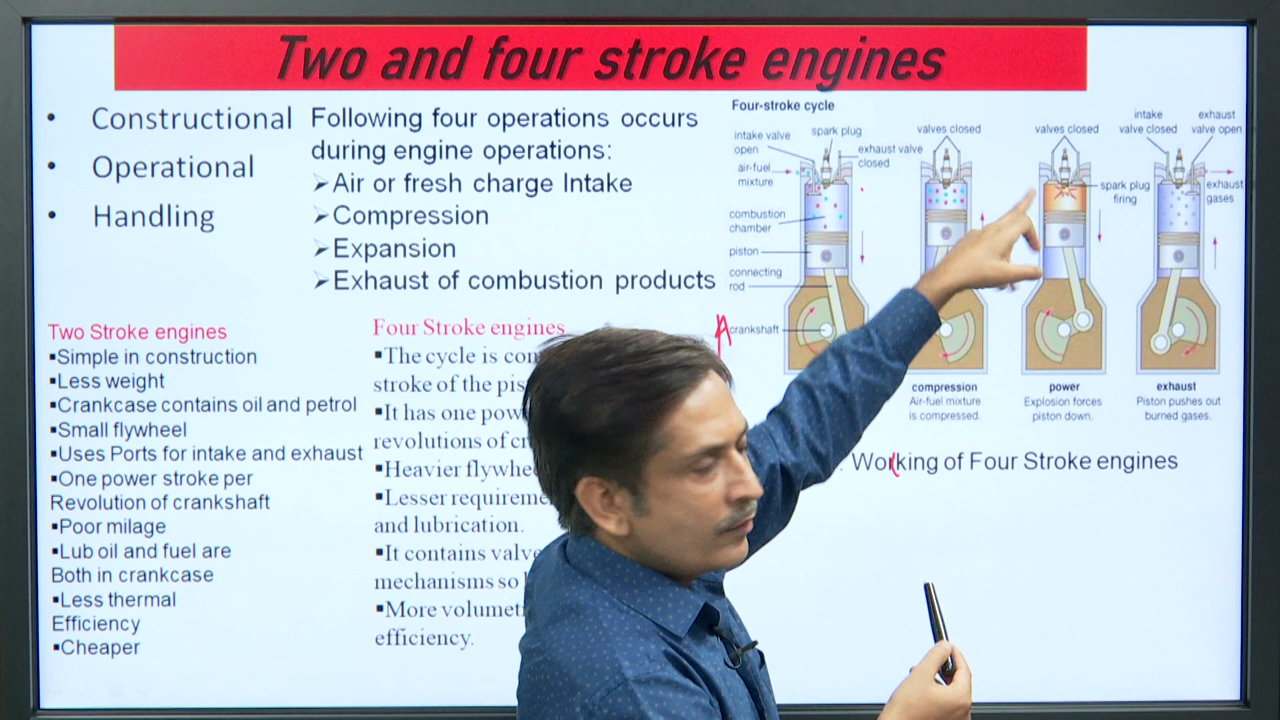 Two and four stroke engines
• Constructional
• Operational
• Handling
Following four operations occurs
during engine operations:
➢Air or fresh charge Intake
➢Compression
➢Expansion
➢Exhaust of combustion products
Two Stroke engines
▪Simple in construction
▪Less weight
▪Crankcase contains oil and petrol
▪Small flywheel
▪Uses Ports for intake and exhaust
▪One power stroke per
Revolution of crankshaft
▪Poor milage
▪Lub oil and fuel are
Both in crankcase
▪Less thermal
Efficiency
▪Cheaper
Four Stroke engines
▪The cycle is
stroke of the
▪It has one
revolutions of
▪Heavier
▪Lesser
and lubrication.
▪It contains
mechanisms so
▪More
efficiency.
Four-stroke cycle
intake valve
open
spark plug
exhaust valve
closed
air-fuel
mixture
combustion
chamber
piston
connecting
rod
crankshaft
valves closed
compression
Air-fuel mixture
is compressed.
valves closed
spark plug
firing
power
Explosion forces
piston down.
intake
valve closed
exhaust
valve open
exhaust
gases
exhaust
Piston pushes out
burned gases.
Working of Four Stroke engines